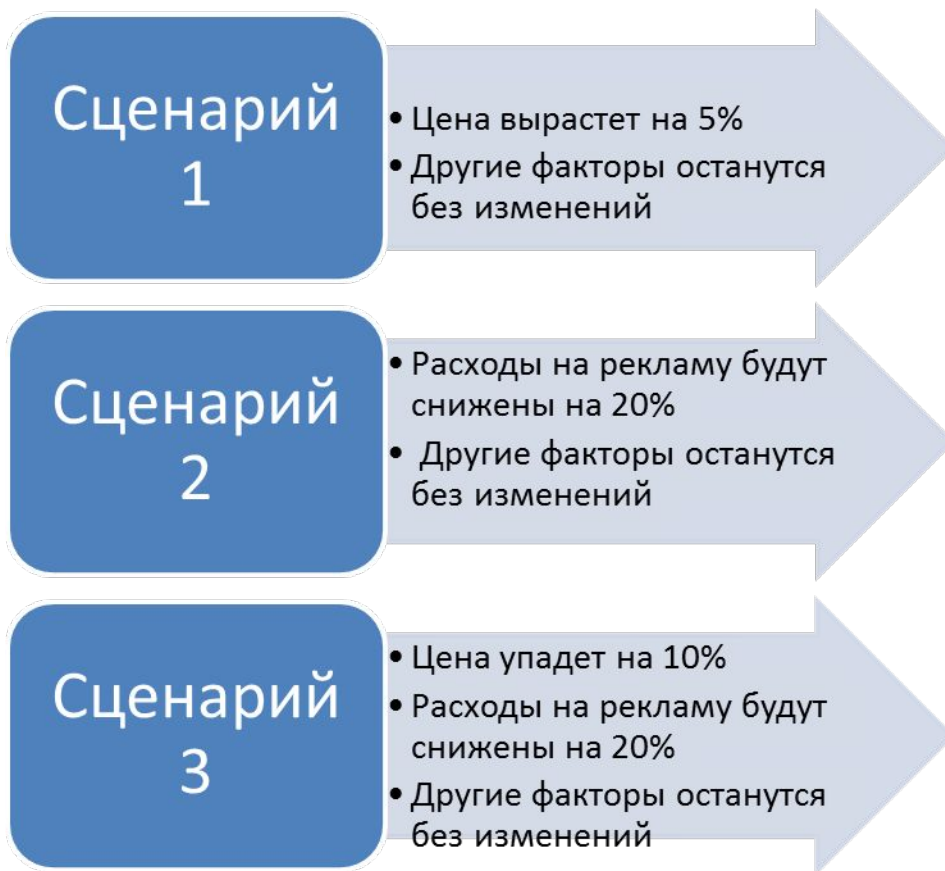 Сценарий
1
• Цена вырастет на 5%
• Другие факторы останутся
без изменений
Сценарий
2
• Расходы на рекламу будут
снижены на 20%
• Другие факторы останутся
без изменений
Сценарий
3
• Цена упадет на 10%
• Расходы на рекламу будут
снижены на 20%
• Другие факторы останутся
без изменений